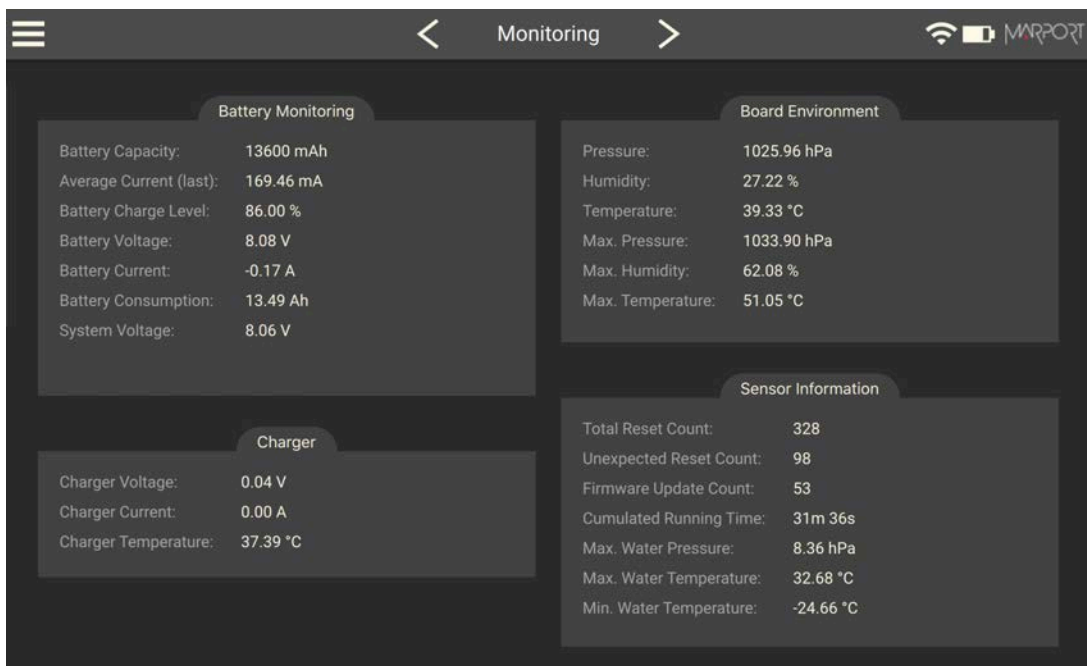 Monitoring
MARPORT
Battery Monitoring
Battery Capacity: 13600 mAh
Average Current (last): 169.46 mA
Battery Charge Level: 86.00 %
Battery Voltage: 8.08 V
Battery Current: -0.17 A
Battery Consumption: 13.49 Ah
System Voltage: 8.06 V
Charger
Charger Voltage: 0.04 V
Charger Current: 0.00 A
Charger Temperature: 37.39 °C
Board Environment
Pressure: 1025.96 hPa
Humidity: 27.22 %
Temperature: 39.33 °C
Max. Pressure: 1033.90 hPa
Max. Humidity: 62.08 %
Max. Temperature: 51.05 °C
Sensor Information
Total Reset Count: 328
Unexpected Reset Count: 98
Firmware Update Count: 53
Cumulated Running Time: 31m 36s
Max. Water Pressure: 8.36 hPa
Max. Water Temperature: 32.68 °C
Min. Water Temperature: -24.66 °C